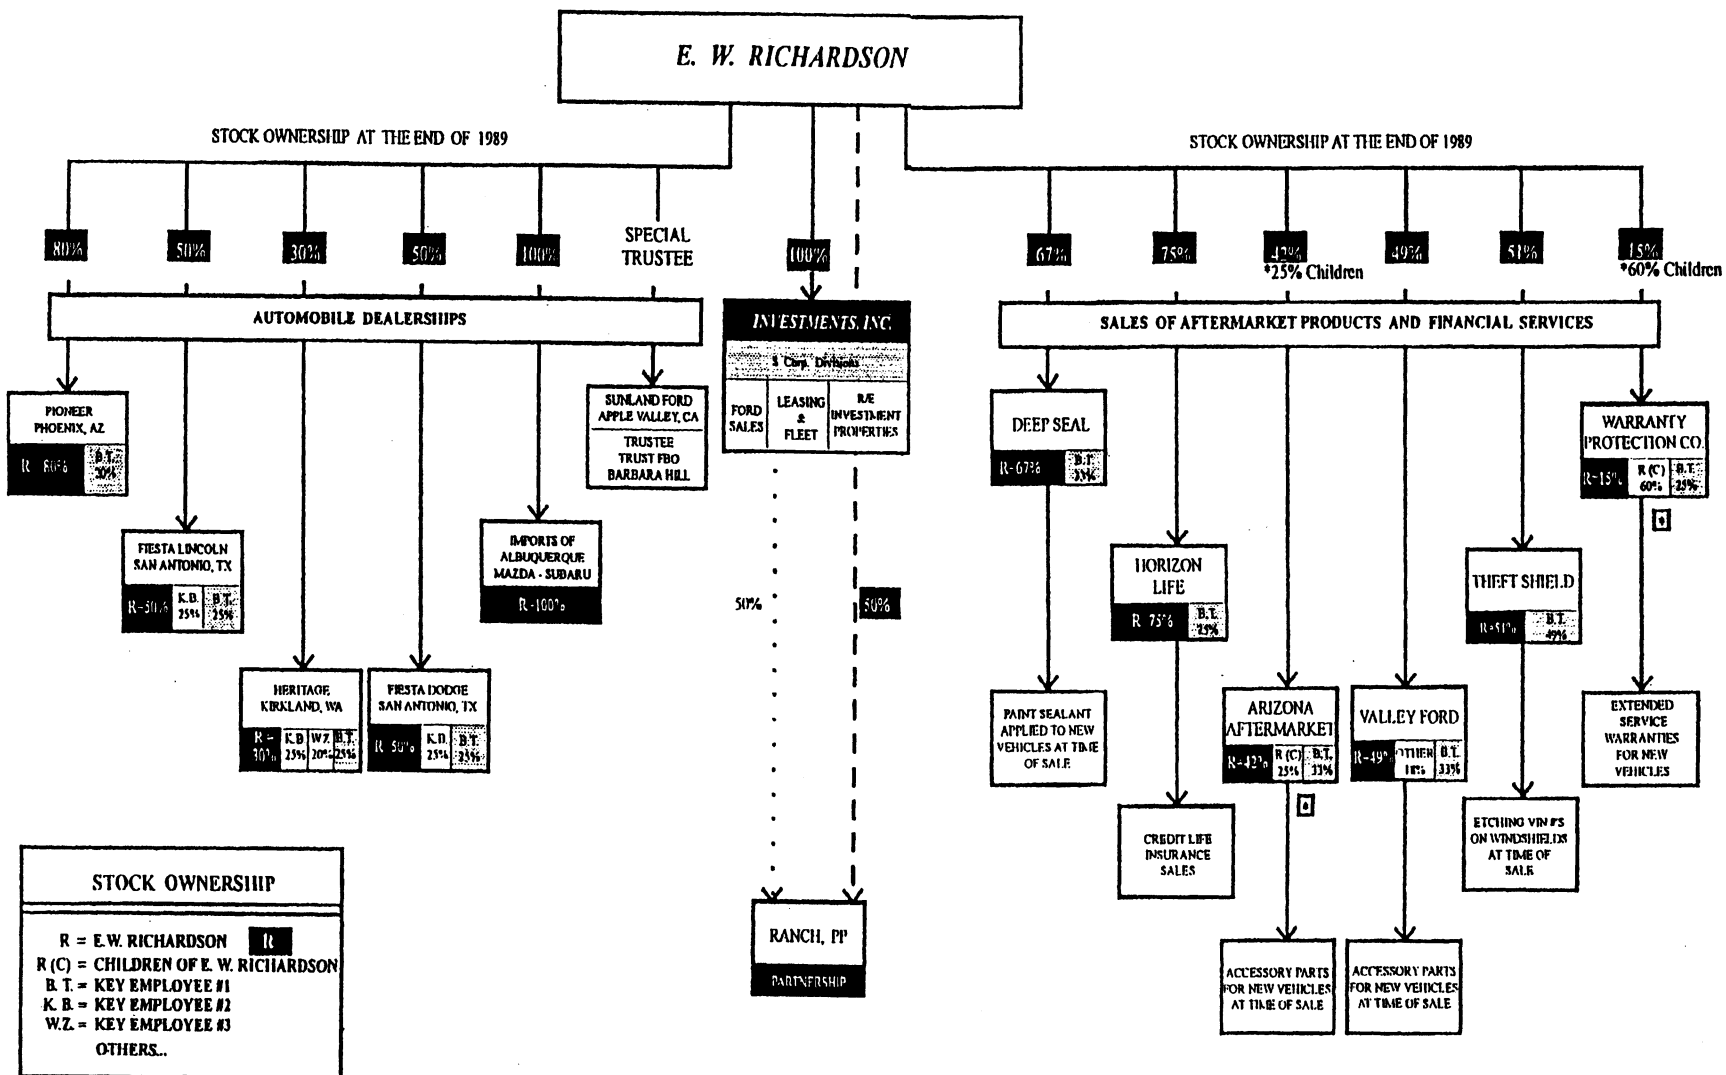 E. W. RICHARDSON
STOCK OWNERSHIP AT THE END OF 1989
STOCK OWNERSHIP AT THE END OF 1989
80%
50%
30%
50%
100%
SPECIAL
TRUSTEE
100%
67%
75%
42%
*25% Children
49%
51%
15%
*60% Children
AUTOMOBILE DEALERSHIPS
INVESTMENTS, INC.
S Corp. Divisions
FORD
SALES
LEASING
&
FLEET
R/E
INVESTMENT
PROPERTIES
SALES OF AFTERMARKET PRODUCTS AND FINANCIAL SERVICES
PIONEER
PHOENIX, AZ
R - 80%
B.T.
20%
SUNLAND FORD
APPLE VALLEY, CA
TRUSTEE
TRUST FBO
BARBARA HILL
DEEP SEAL
R-67%
B.T.
33%
WARRANTY
PROTECTION CO.
R-15%
R (C)
60%
B.T.
25%
*
FIESTA LINCOLN
SAN ANTONIO, TX
R-50%
K.B.
25%
B.T.
25%
IMPORTS OF
ALBUQUERQUE
MAZDA - SUBARU
R-100%
HORIZON
LIFE
R 75%
B.T.
25%
THEFT SHIELD
R-51%
B.T.
49%
50%
50%
HERITAGE
KIRKLAND, WA
R =
30%
K.B
25%
W.Z.
20%
B.T.
25%
FIESTA DODGE
SAN ANTONIO, TX
R 50%
K.B.
25%
B.T.
25%
PAINT SEALANT
APPLIED TO NEW
VEHICLES AT TIME
OF SALE
ARIZONA
AFTERMARKET
R-42%
R (C)
25%
B.T.
33%
*
VALLEY FORD
R-49%
OTHER
18%
B.T.
33%
EXTENDED
SERVICE
WARRANTIES
FOR NEW
VEHICLES
CREDIT LIFE
INSURANCE
SALES
ETCHING VIN #'S
ON WINDSHIELDS
AT TIME OF
SALE
RANCH, PP
PARTNERSHIP
ACCESSORY PARTS
FOR NEW VEHICLES
AT TIME OF SALE
ACCESSORY PARTS
FOR NEW VEHICLES
AT TIME OF SALE
STOCK OWNERSHIP
R = E.W. RICHARDSON R
R (C) = CHILDREN OF E. W. RICHARDSON
B. T. = KEY EMPLOYEE #1
K. B. = KEY EMPLOYEE #2
W.Z. = KEY EMPLOYEE #3
OTHERS...